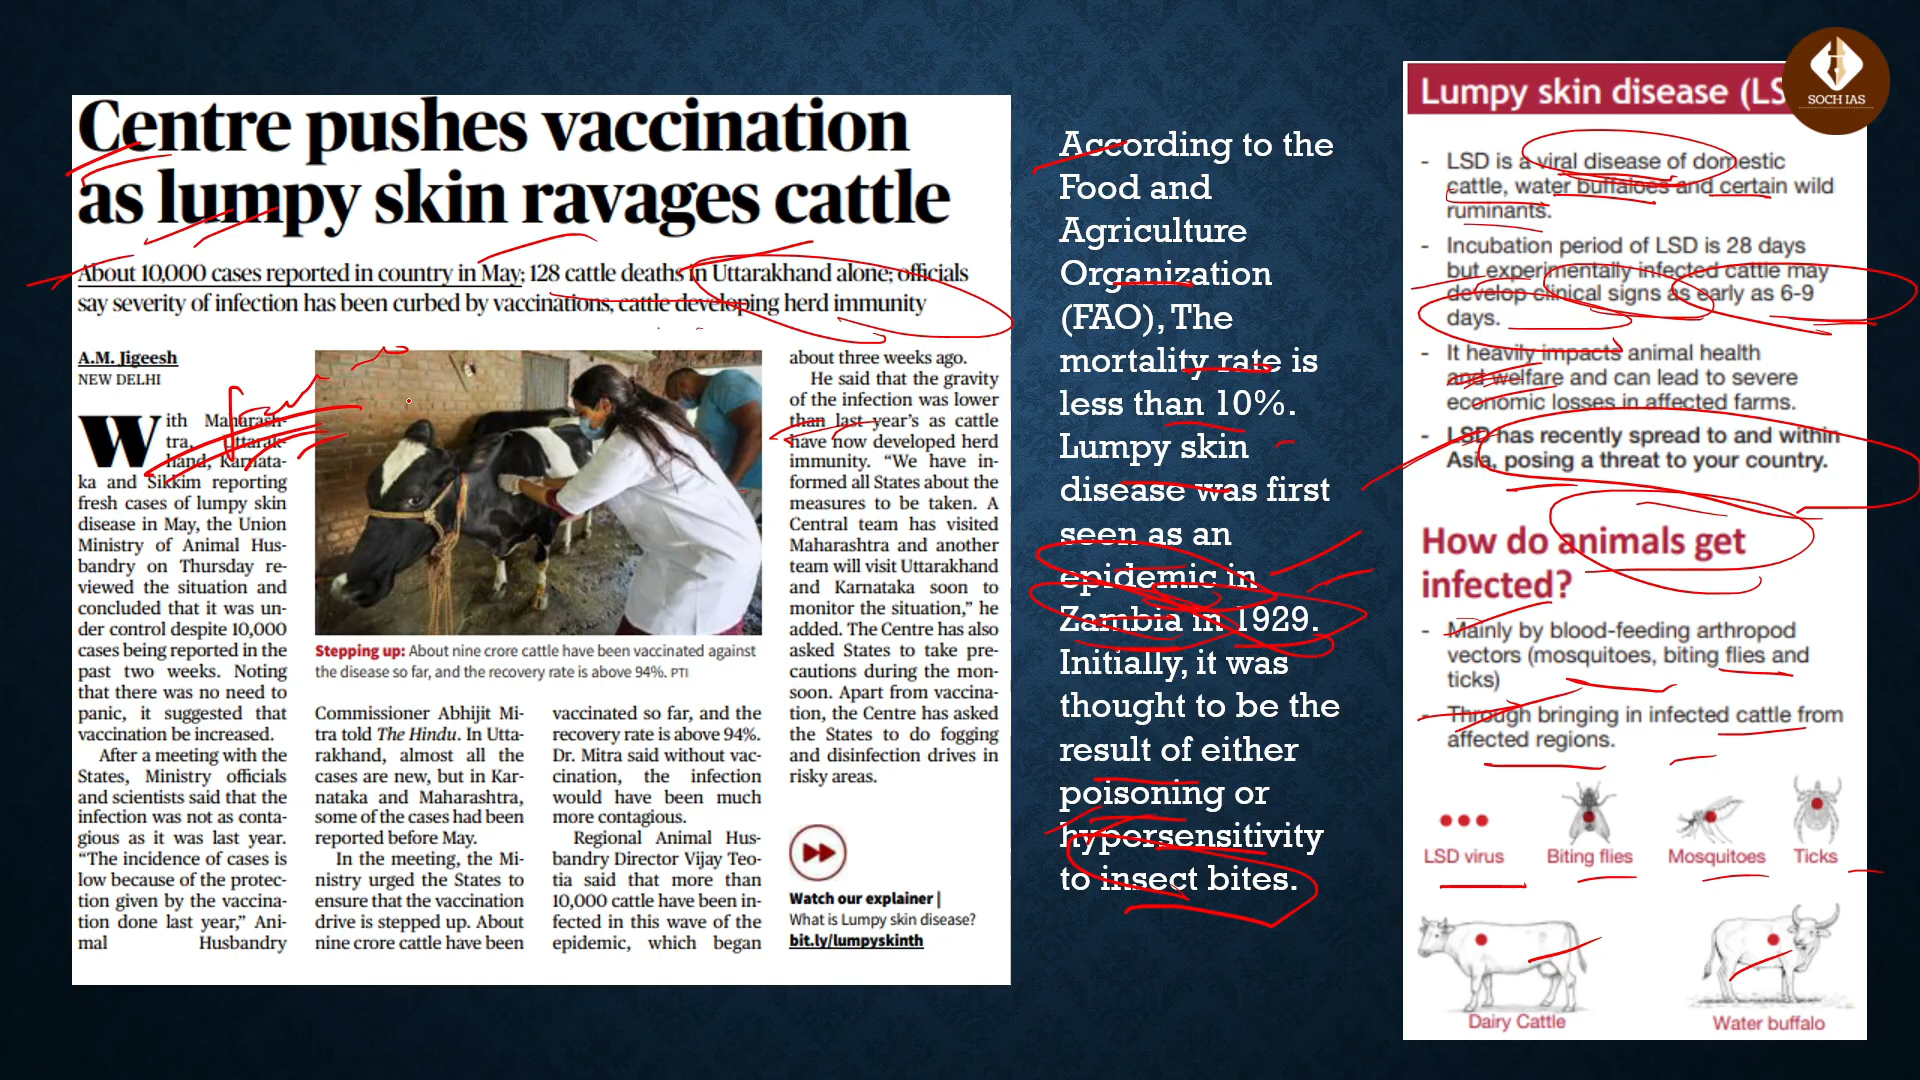 Centre pushes vaccination
as lumpy skin ravages cattle
About 10,000 cases reported in country in May; 128 cattle deaths in Uttarakhand alone; officials
say severity of infection has been curbed by vaccinations, cattle developing herd immunity
A.M. Jigeesh
NEW DELHI
With Maharash-
tra, Uttarak-
hand, Karnata-
ka and Sikkim reporting
fresh cases of lumpy skin
disease in May, the Union
Ministry of Animal Hus-
bandry on Thursday re-
viewed the situation and
concluded that it was un-
der control despite 10,000
cases being reported in the
past two weeks. Noting
that there was no need to
panic, it suggested that
vaccination be increased.
After a meeting with the
States, Ministry officials
and scientists said that the
infection was not as conta-
gious as it was last year.
“The incidence of cases is
low because of the protec-
tion given by the vaccina-
tion done last year,” Ani-
mal Husbandry
Stepping up: About nine crore cattle have been vaccinated against
the disease so far, and the recovery rate is above 94%. PTI
Commissioner Abhijit Mi-
tra told The Hindu. In Utta-
rakhand, almost all the
cases are new, but in Kar-
nataka and Maharashtra,
some of the cases had been
reported before May.
In the meeting, the Mi-
nistry urged the States to
ensure that the vaccination
drive is stepped up. About
nine crore cattle have been
vaccinated so far, and the
recovery rate is above 94%.
Dr. Mitra said without vac-
cination, the infection
would have been much
more contagious.
Regional Animal Hus-
bandry Director Vijay Teo-
tia said that more than
10,000 cattle have been in-
fected in this wave of the
epidemic, which began
about three weeks ago.
He said that the gravity
of the infection was lower
than last year’s as cattle
have now developed herd
immunity. “We have in-
formed all States about the
measures to be taken. A
Central team has visited
Maharashtra and another
team will visit Uttarakhand
and Karnataka soon to
monitor the situation,” he
added. The Centre has also
asked States to take pre-
cautions during the mon-
soon. Apart from vaccina-
tion, the Centre has asked
the States to do fogging
and disinfection drives in
risky areas.
Watch our explainer |
What is Lumpy skin disease?
bit.ly/lumpyskinth
According to the
Food and
Agriculture
Organization
(FAO), The
mortality rate is
less than 10%.
Lumpy skin
disease was first
seen as an
epidemic in
Zambia in 1929.
Initially, it was
thought to be the
result of either
poisoning or
hypersensitivity
to insect bites.
Lumpy skin disease (LS
SOCH IAS
- LSD is a viral disease of domestic
cattle, water buffaloes and certain wild
ruminants.
- Incubation period of LSD is 28 days
but experimentally infected cattle may
develop clinical signs as early as 6-9
days.
- It heavily impacts animal health
and welfare and can lead to severe
economic losses in affected farms.
- LSD has recently spread to and within
Asia, posing a threat to your country.
How do animals get
infected?
- Mainly by blood-feeding arthropod
vectors (mosquitoes, biting flies and
ticks)
- Through bringing in infected cattle from
affected regions.
LSD virus
Biting flies
Mosquitoes
Ticks
Dairy Cattle
Water buffalo